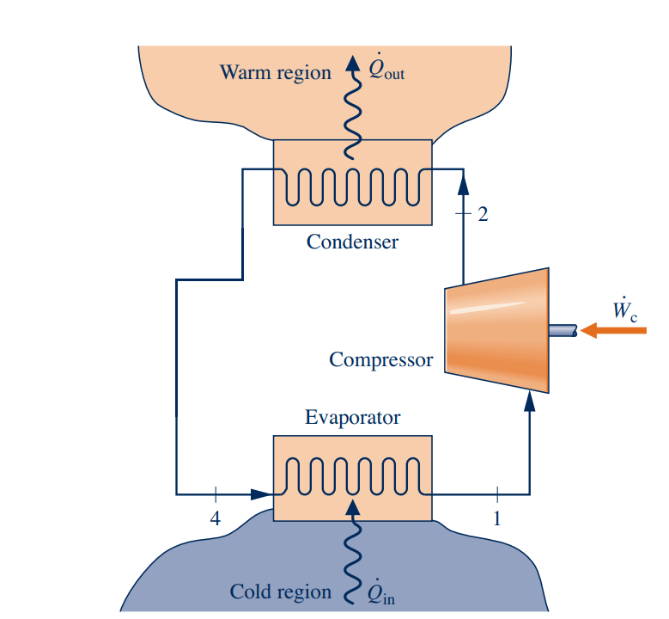 Warm region
Q̇out
2
Condenser
Ẇc
Compressor
Evaporator
4
1
Cold region
Q̇in